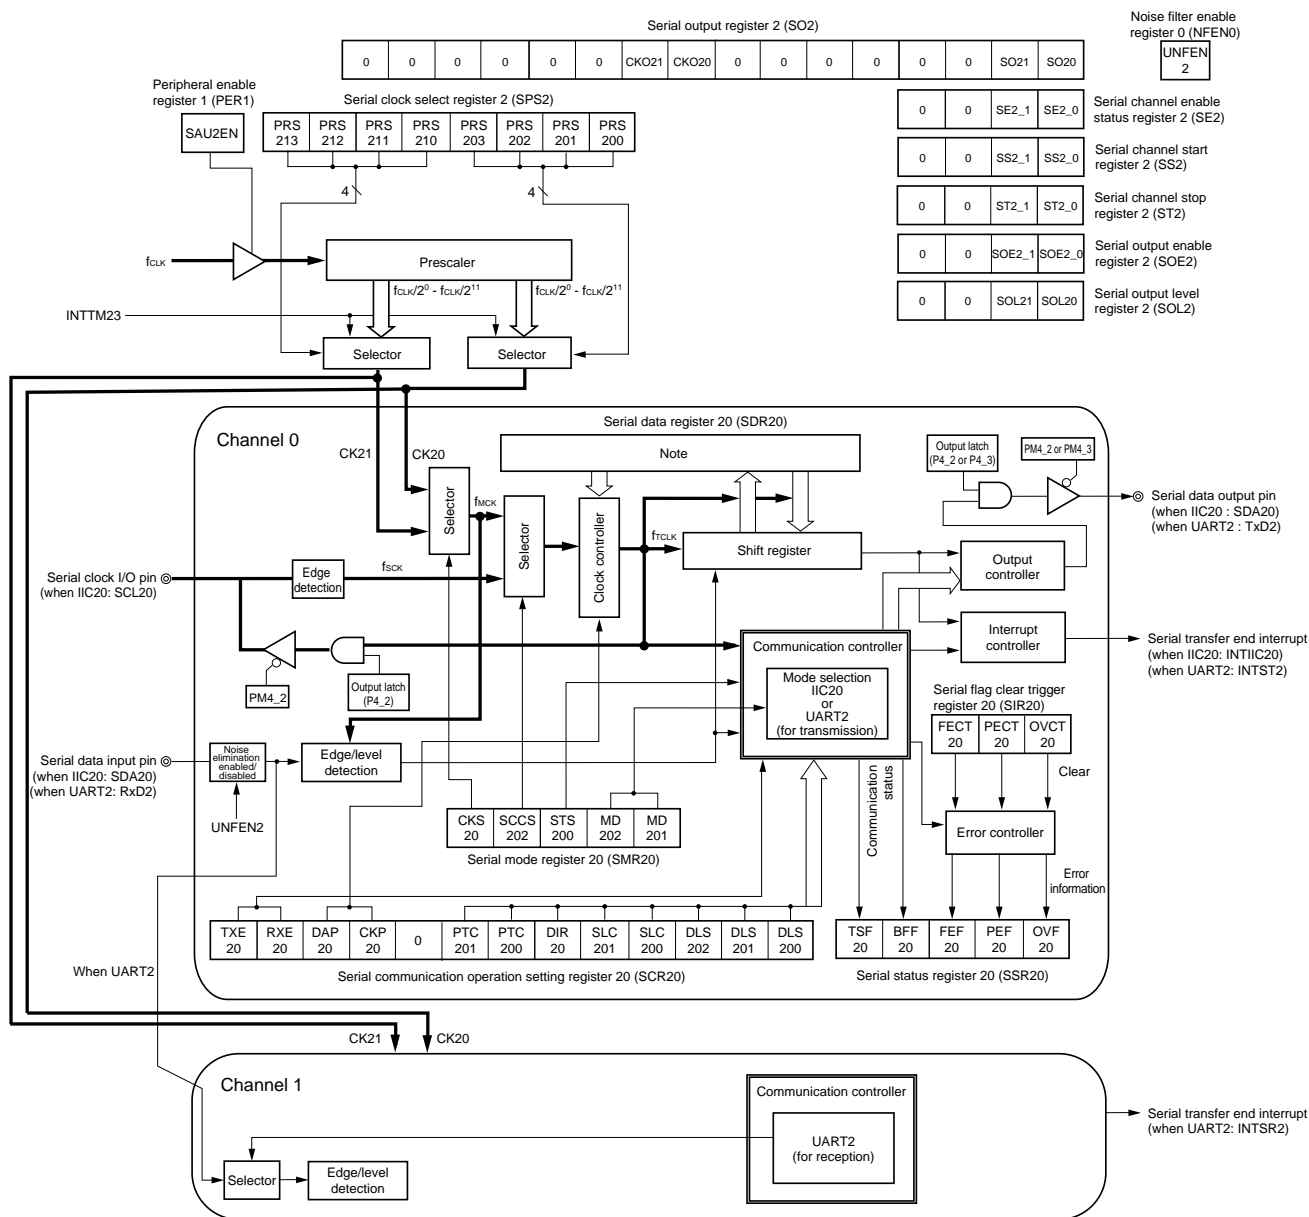 Serial output register 2 (SO2)
0 0 0 0 0 0 CKO21 CKO20 0 0 0 0 0 0 SO21 SO20
Noise filter enable
register 0 (NFEN0)
UNFEN
2
Peripheral enable
register 1 (PER1)
SAU2EN
Serial clock select register 2 (SPS2)
PRS
213
PRS
212
PRS
211
PRS
210
PRS
203
PRS
202
PRS
201
PRS
200
4
4
0 0 SE2_1 SE2_0
Serial channel enable
status register 2 (SE2)
0 0 SS2_1 SS2_0
Serial channel start
register 2 (SS2)
0 0 ST2_1 ST2_0
Serial channel stop
register 2 (ST2)
0 0 SOE2_1 SOE2_0
Serial output enable
register 2 (SOE2)
0 0 SOL21 SOL20
Serial output level
register 2 (SOL2)
fCLK
Prescaler
fCLK/2⁰ - fCLK/2¹¹
fCLK/2⁰ - fCLK/2¹¹
INTTM23
Selector
Selector
Channel 0
CK21
CK20
Serial data register 20 (SDR20)
Note
Output latch
(P4_2 or P4_3)
PM4_2 or PM4_3
Serial data output pin
(when IIC20 : SDA20)
(when UART2 : TxD2)
Selector
fMCK
Selector
Clock controller
fTCLK
Shift register
Output
controller
Serial clock I/O pin
(when IIC20: SCL20)
Edge
detection
fSCK
Communication controller
Mode selection
IIC20
or
UART2
(for transmission)
Interrupt
controller
Serial transfer end interrupt
(when IIC20: INTIIC20)
(when UART2: INTST2)
PM4_2
Output latch
(P4_2)
Serial flag clear trigger
register 20 (SIR20)
FECT
20
PECT
20
OVCT
20
Clear
Serial data input pin
(when IIC20: SDA20)
(when UART2: RxD2)
Noise
elimination
enabled/
disabled
Edge/level
detection
UNFEN2
CKS
20
SCCS
202
STS
200
MD
202
MD
201
Serial mode register 20 (SMR20)
Communication
status
Error controller
Error
information
TXE
20
RXE
20
DAP
20
CKP
20
0
PTC
201
PTC
200
DIR
20
SLC
201
SLC
200
DLS
202
DLS
201
DLS
200
Serial communication operation setting register 20 (SCR20)
TSF
20
BFF
20
FEF
20
PEF
20
OVF
20
Serial status register 20 (SSR20)
When UART2
CK21
CK20
Channel 1
Communication controller
UART2
(for reception)
Serial transfer end interrupt
(when UART2: INTSR2)
Selector
Edge/level
detection